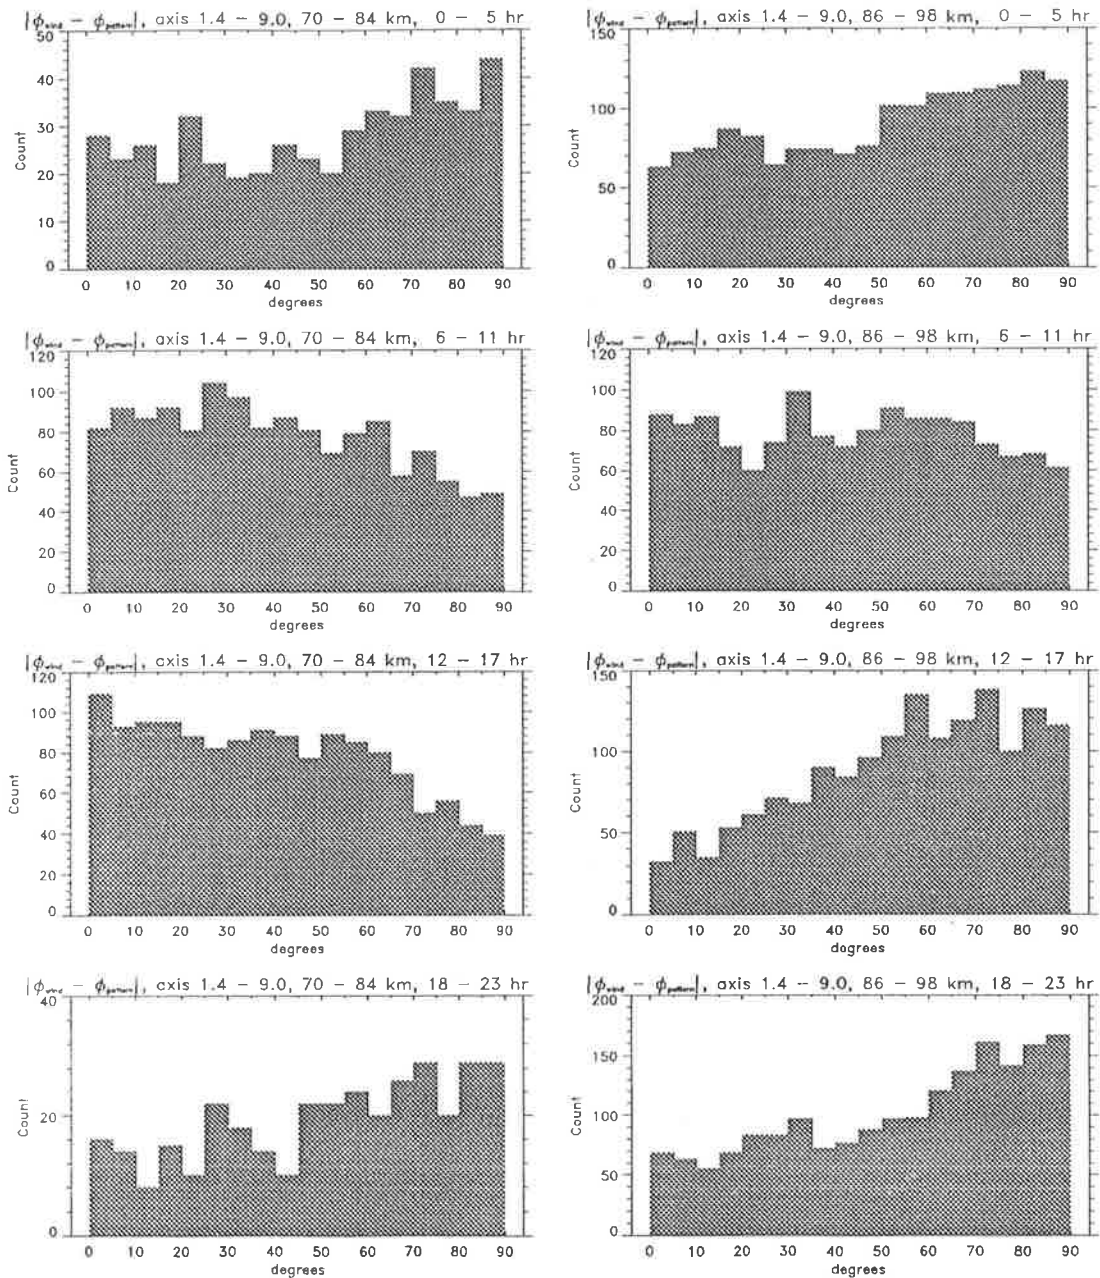 |ϕwind − ϕpattern|, axis 1.4 − 9.0, 70 − 84 km, 0 − 5 hr
50
40
30
20
10
0
Count
0 10 20 30 40 50 60 70 80 90
degrees
|ϕwind − ϕpattern|, axis 1.4 − 9.0, 86 − 98 km, 0 − 5 hr
150
100
50
0
Count
0 10 20 30 40 50 60 70 80 90
degrees
|ϕwind − ϕpattern|, axis 1.4 − 9.0, 70 − 84 km, 6 − 11 hr
120
100
80
60
40
20
0
Count
0 10 20 30 40 50 60 70 80 90
degrees
|ϕwind − ϕpattern|, axis 1.4 − 9.0, 86 − 98 km, 6 − 11 hr
120
100
80
60
40
20
0
Count
0 10 20 30 40 50 60 70 80 90
degrees
|ϕwind − ϕpattern|, axis 1.4 − 9.0, 70 − 84 km, 12 − 17 hr
120
100
80
60
40
20
0
Count
0 10 20 30 40 50 60 70 80 90
degrees
|ϕwind − ϕpattern|, axis 1.4 − 9.0, 86 − 98 km, 12 − 17 hr
150
100
50
0
Count
0 10 20 30 40 50 60 70 80 90
degrees
|ϕwind − ϕpattern|, axis 1.4 − 9.0, 70 − 84 km, 18 − 23 hr
40
20
0
Count
0 10 20 30 40 50 60 70 80 90
degrees
|ϕwind − ϕpattern|, axis 1.4 − 9.0, 86 − 98 km, 18 − 23 hr
200
150
100
50
0
Count
0 10 20 30 40 50 60 70 80 90
degrees